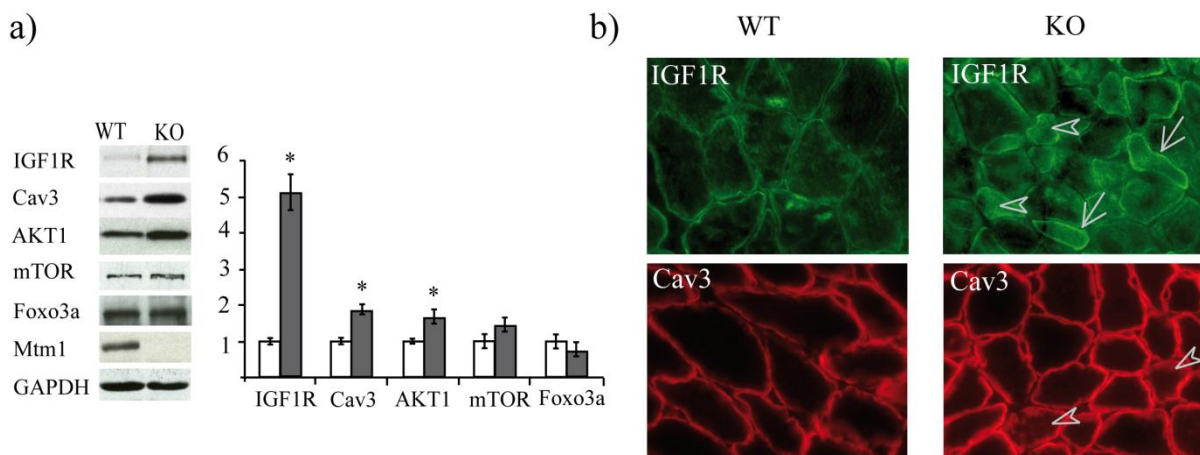 a)
WT KO
IGF1R
Cav3
AKT1
mTOR
Foxo3a
Mtm1
GAPDH
6
5
4
3
2
1
* * *
IGF1R Cav3 AKT1 mTOR Foxo3a
b)
WT KO
IGF1R IGF1R
Cav3 Cav3